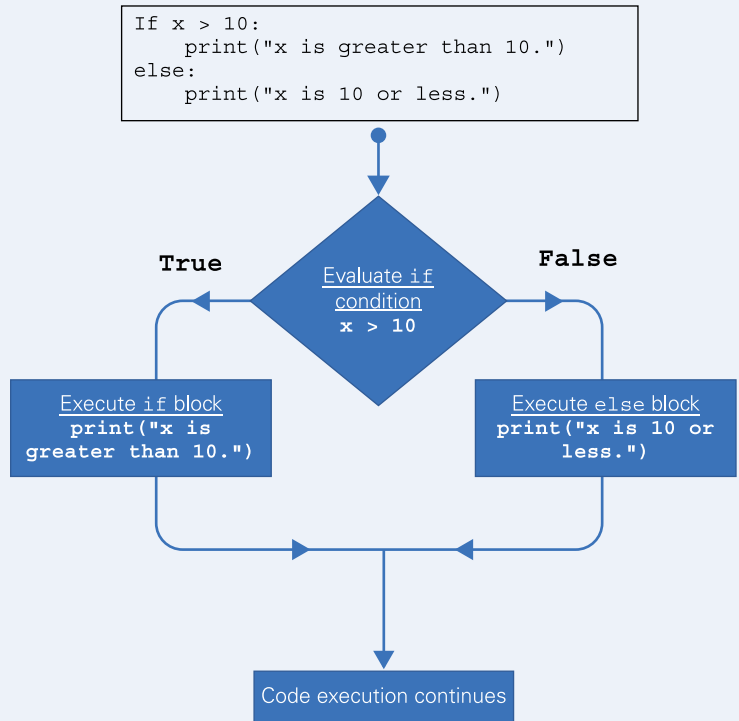 If x > 10:
    print("x is greater than 10.")
else:
    print("x is 10 or less.")
True
False
Evaluate if
condition
x > 10
Execute if block
print("x is
greater than 10.")
Execute else block
print("x is 10 or
less.")
Code execution continues